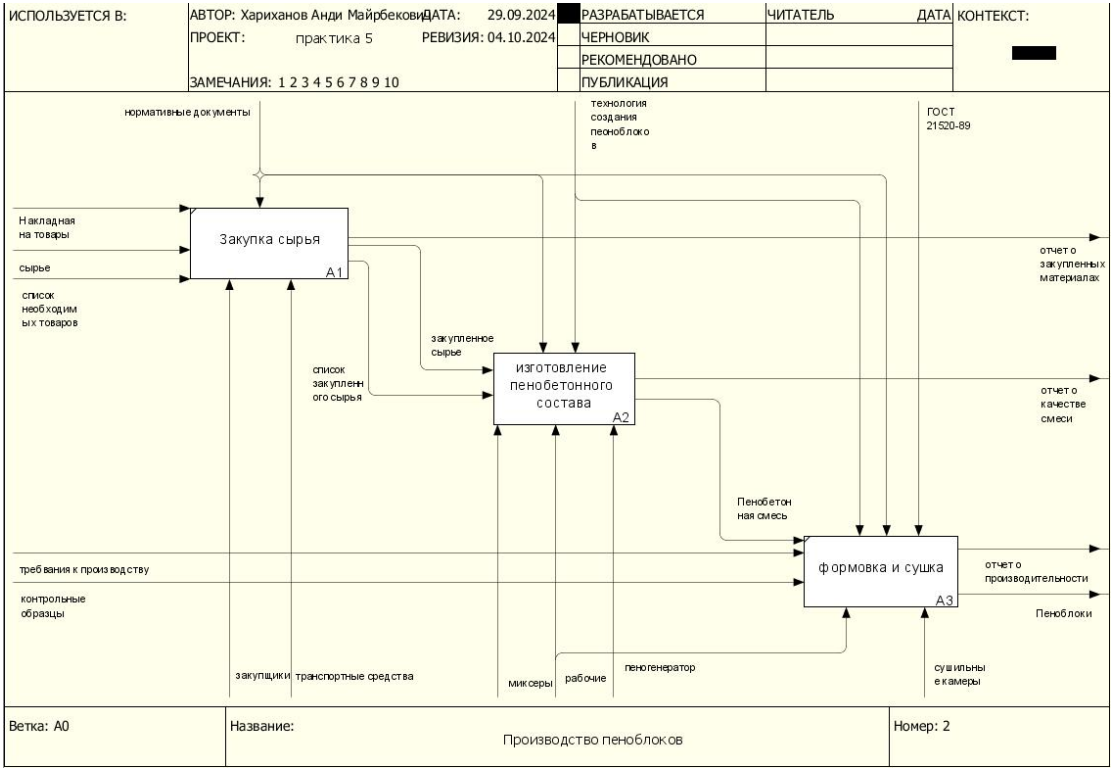 ИСПОЛЬЗУЕТСЯ В:
АВТОР: Хариханов Анди Майрбекович
ДАТА: 29.09.2024
РАЗРАБАТЫВАЕТСЯ
ЧИТАТЕЛЬ
ДАТА
КОНТЕКСТ:
ПРОЕКТ: практика 5
РЕВИЗИЯ: 04.10.2024
ЧЕРНОВИК
РЕКОМЕНДОВАНО
ЗАМЕЧАНИЯ: 1 2 3 4 5 6 7 8 9 10
ПУБЛИКАЦИЯ
нормативные документы
технология
создания
пеоноблоко
в
ГОСТ
21520-89
Накладная
на товары
сырье
список
необходим
ых товаров
Закупка сырья
A1
отчет о
закупленных
материалах
закупленное
сырье
список
закупленн
ого сырья
изготовление
пенобетонного
состава
A2
отчет о
качестве
смеси
Пенобетон
ная смесь
требвания к производству
контрольные
образцы
формовка и сушка
A3
отчет о
производительности
Пеноблоки
закупщики
транспортные средства
миксеры
рабочие
пеногенератор
сушильны
е камеры
Ветка: A0
Название:
Производство пеноблоков
Номер: 2